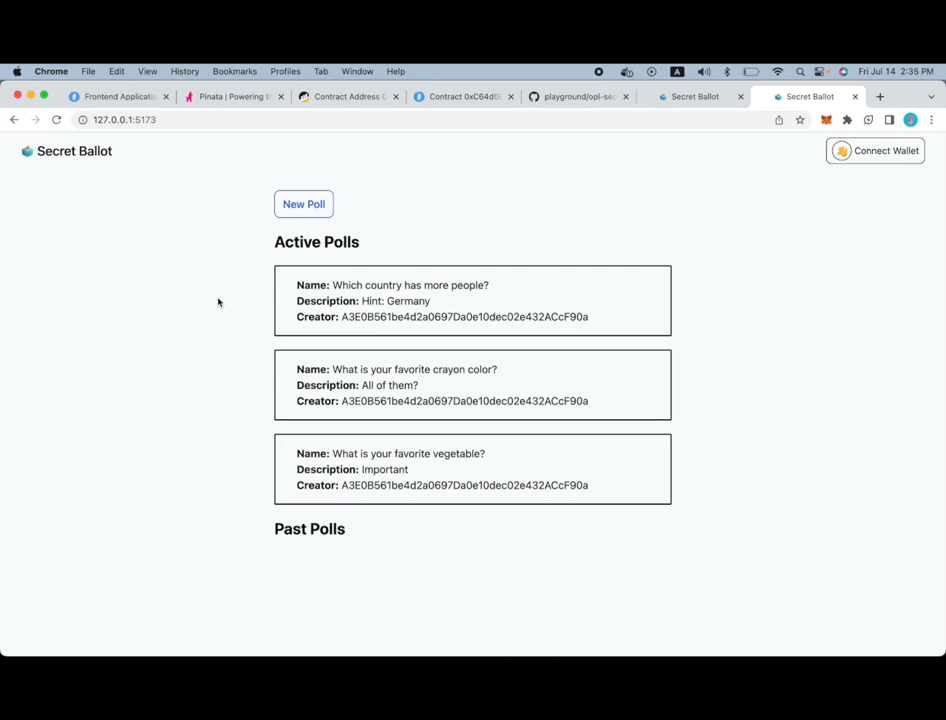 Chrome File Edit View History Bookmarks Profiles Tab Window Help A Fri Jul 14 2:35 PM
Frontend Applicatio Pinata | Powering th Contract Address Contract 0xC64d0 playground/opl-sec Secret Ballot Secret Ballot
127.0.0.1:5173
Secret Ballot Connect Wallet
New Poll
Active Polls
Name: Which country has more people?
Description: Hint: Germany
Creator: A3E0B561be4d2a0697Da0e10dec02e432ACcF90a
Name: What is your favorite crayon color?
Description: All of them?
Creator: A3E0B561be4d2a0697Da0e10dec02e432ACcF90a
Name: What is your favorite vegetable?
Description: Important
Creator: A3E0B561be4d2a0697Da0e10dec02e432ACcF90a
Past Polls